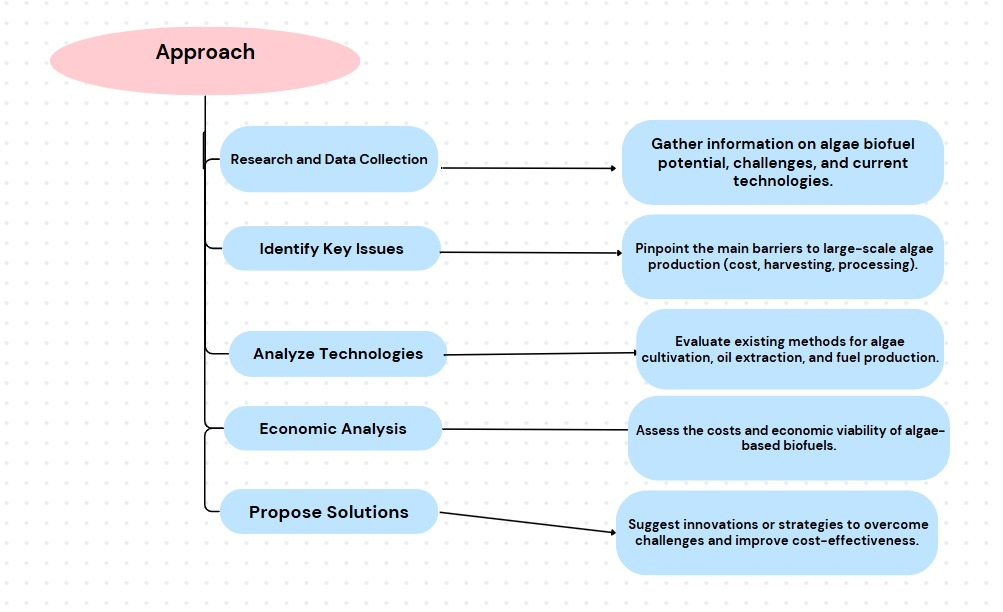 Approach
Research and Data Collection
Gather information on algae biofuel
potential, challenges, and current
technologies.
Identify Key Issues
Pinpoint the main barriers to large-scale algae
production (cost, harvesting, processing).
Analyze Technologies
Evaluate existing methods for algae
cultivation, oil extraction, and fuel production.
Economic Analysis
Assess the costs and economic viability of algae-
based biofuels.
Propose Solutions
Suggest innovations or strategies to overcome
challenges and improve cost-effectiveness.